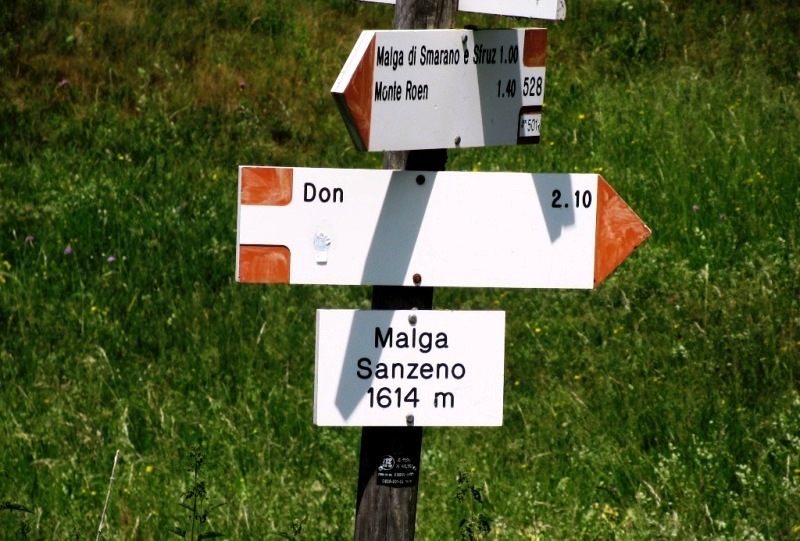 Malga di Smarano e Sfruz 1.00
Monte Roen 1.40
528
501
Don 2.10
Malga
Sanzeno
1614 m